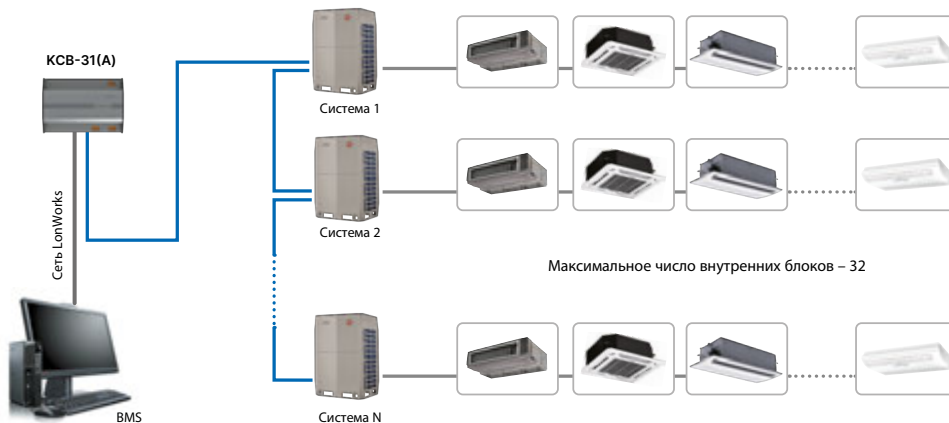 KCB-31(A)
Система 1
Сеть LonWorks
Система 2
Максимальное число внутренних блоков – 32
BMS
Система N